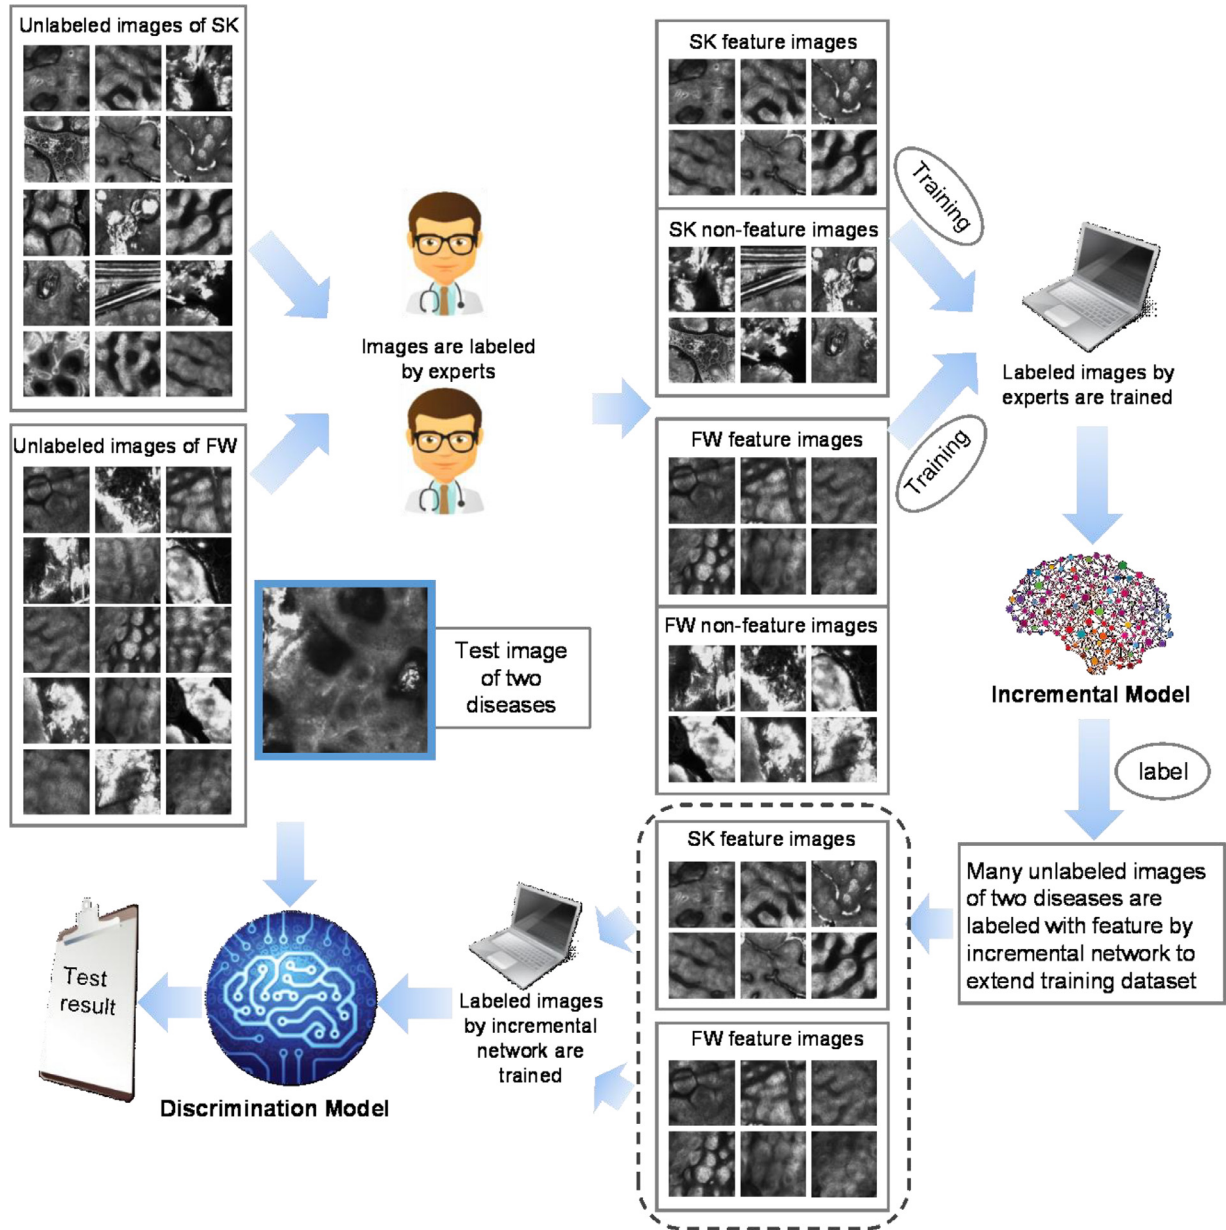 Unlabeled images of SK
Unlabeled images of FW
Images are labeled
by experts
Test image
of two
diseases
SK feature images
SK non-feature images
FW feature images
FW non-feature images
Training
Training
Labeled images by
experts are trained
Incremental Model
label
Many unlabeled images
of two diseases are
labeled with feature by
incremental network to
extend training dataset
SK feature images
FW feature images
Labeled images
by incremental
network are
trained
Discrimination Model
Test
result